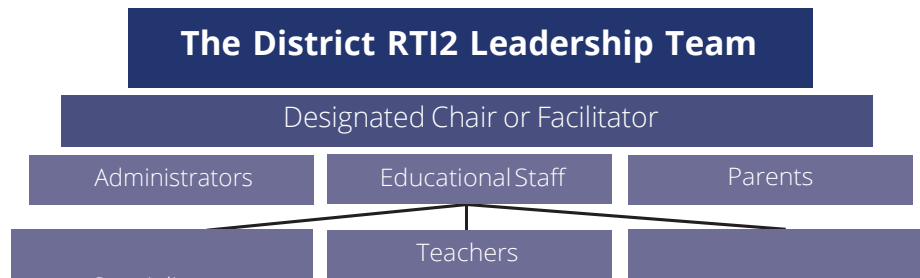 The District RTI2 Leadership Team
Designated Chair or Facilitator
Administrators
Educational Staff
Parents
Teachers